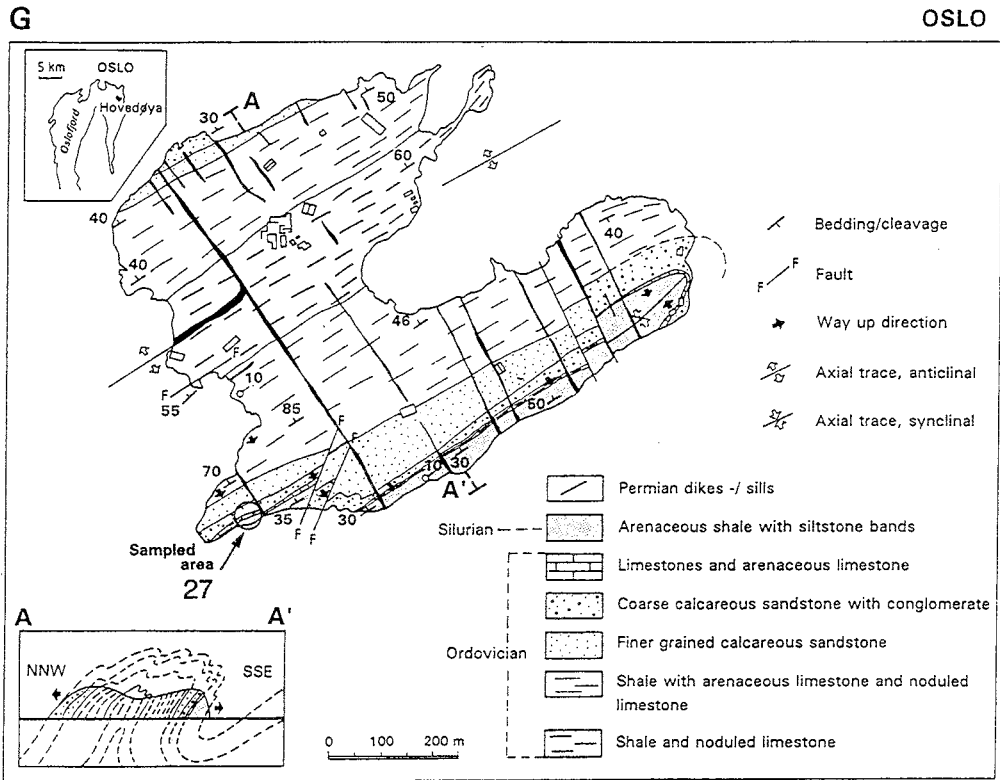 G
OSLO
5 km
OSLO
Hovedøya
Oslofjord
A
30
50
60
40
40
40
46
F
F
55
10
85
F
F
70
50
10
30
A'
35
F
F
30
Sampled
area
27
Bedding/cleavage
F
F
Fault
Way up direction
Axial trace, anticlinal
Axial trace, synclinal
Permian dikes -/ sills
Silurian
Arenaceous shale with siltstone bands
Limestones and arenaceous limestone
Coarse calcareous sandstone with conglomerate
Ordovician
Finer grained calcareous sandstone
Shale with arenaceous limestone and noduled
limestone
Shale and noduled limestone
A
A'
NNW
SSE
0 100 200 m